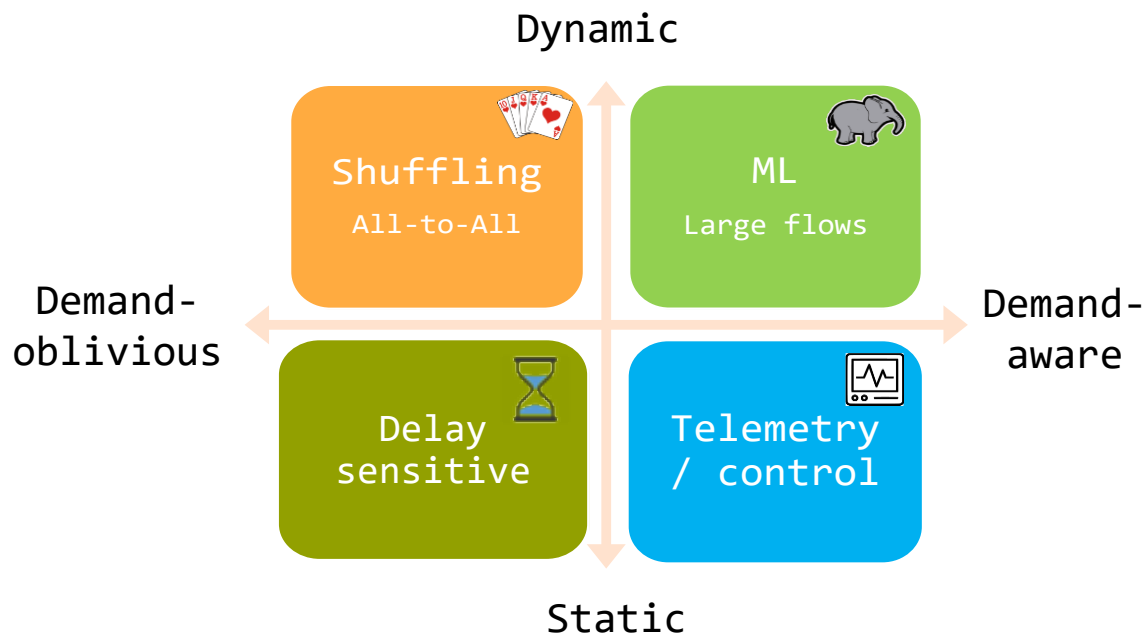 Dynamic
Shuffling
All-to-All
ML
Large flows
Demand-
oblivious
Demand-
aware
Delay
sensitive
Telemetry
/ control
Static